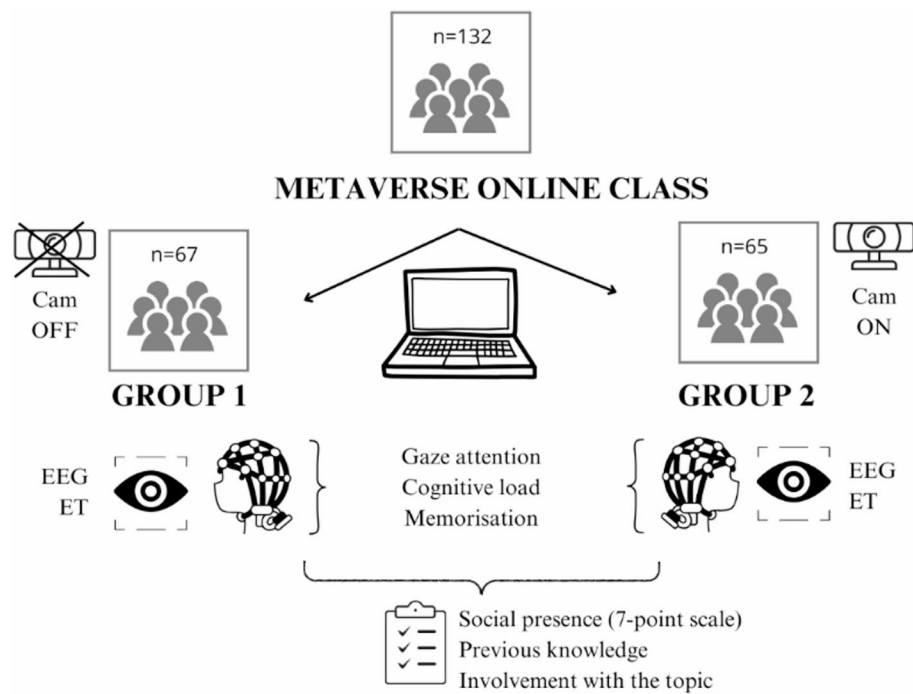 n=132
METAVERSE ONLINE CLASS
Cam
OFF
n=67
GROUP 1
n=65
GROUP 2
Cam
ON
EEG
ET
Gaze attention
Cognitive load
Memorisation
EEG
ET
Social presence (7-point scale)
Previous knowledge
Involvement with the topic